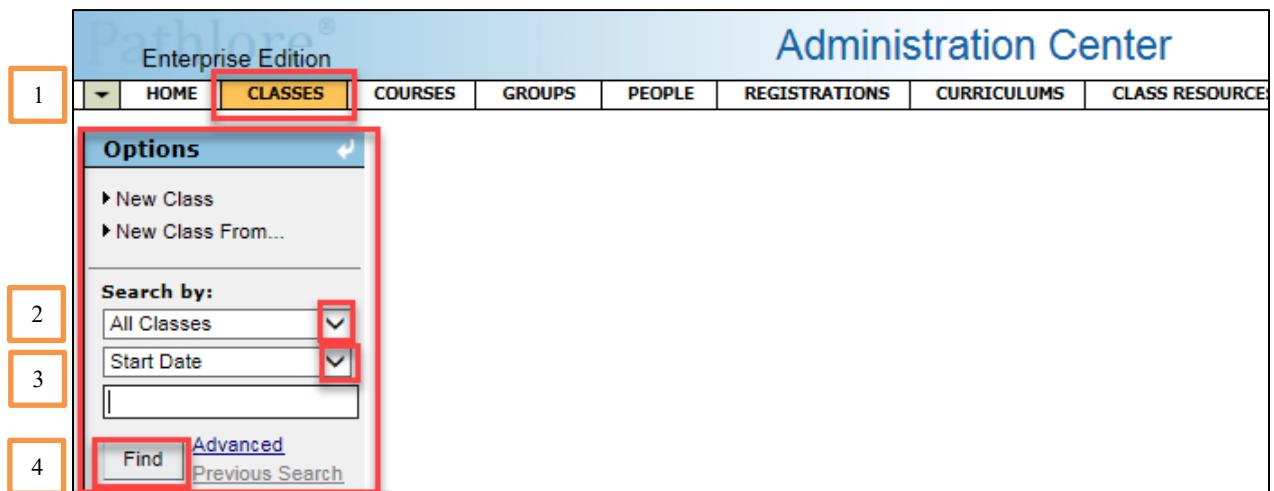 Pathlore®
Enterprise Edition
Administration Center
1
HOME CLASSES COURSES GROUPS PEOPLE REGISTRATIONS CURRICULUMS CLASS RESOURCES
Options
New Class
New Class From...
Search by:
2
All Classes
Start Date
3
Advanced
4
Find
Previous Search